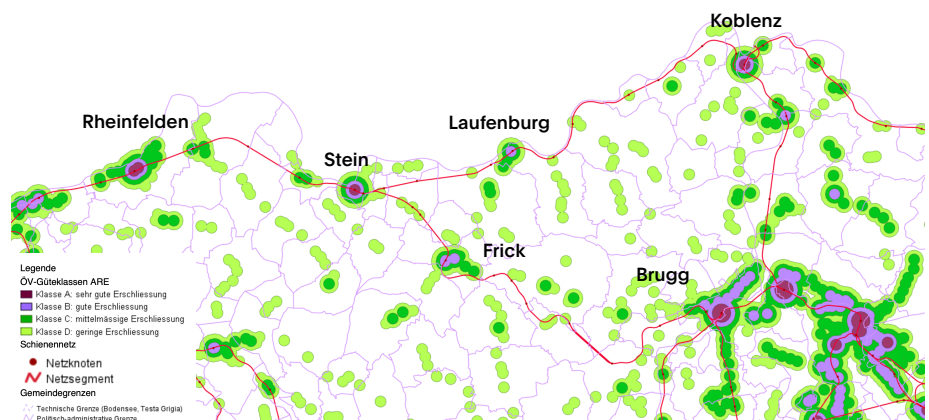 Koblenz
Rheinfelden
Laufenburg
Stein
Frick
Brugg
Legende
ÖV-Güteklassen ARE
Klasse A: sehr gute Erschliessung
Klasse B: gute Erschliessung
Klasse C: mittelmässige Erschliessung
Klasse D: geringe Erschliessung
Schienennetz
Netzknoten
Netzsegment
Gemeindegrenzen
Technische Grenze (Bodensee, Testa Grigia)
Politisch-administrative Grenze